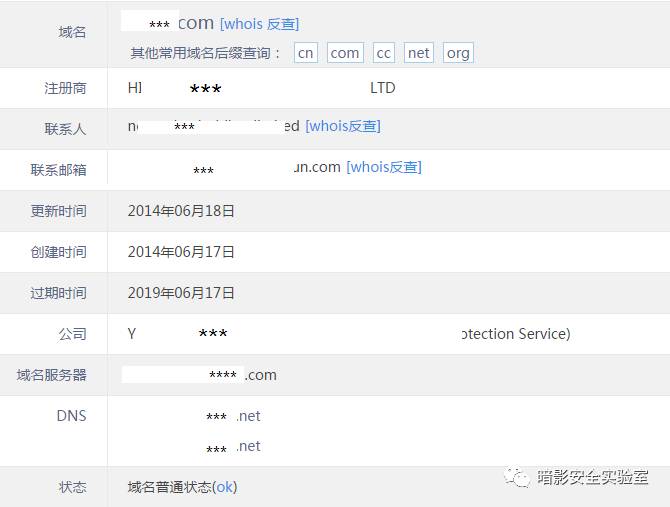 域名 ***com [whois 反查]
其他常用域名后缀查询： cn com cc net org
注册商 HI *** LTD
联系人 *** ed [whois反查]
联系邮箱 *** un.com [whois反查]
更新时间 2014年06月18日
创建时间 2014年06月17日
过期时间 2019年06月17日
公司 Y *** otection Service)
域名服务器 **** .com
DNS *** .net
*** .net
状态 域名普通状态(ok)
暗影安全实验室